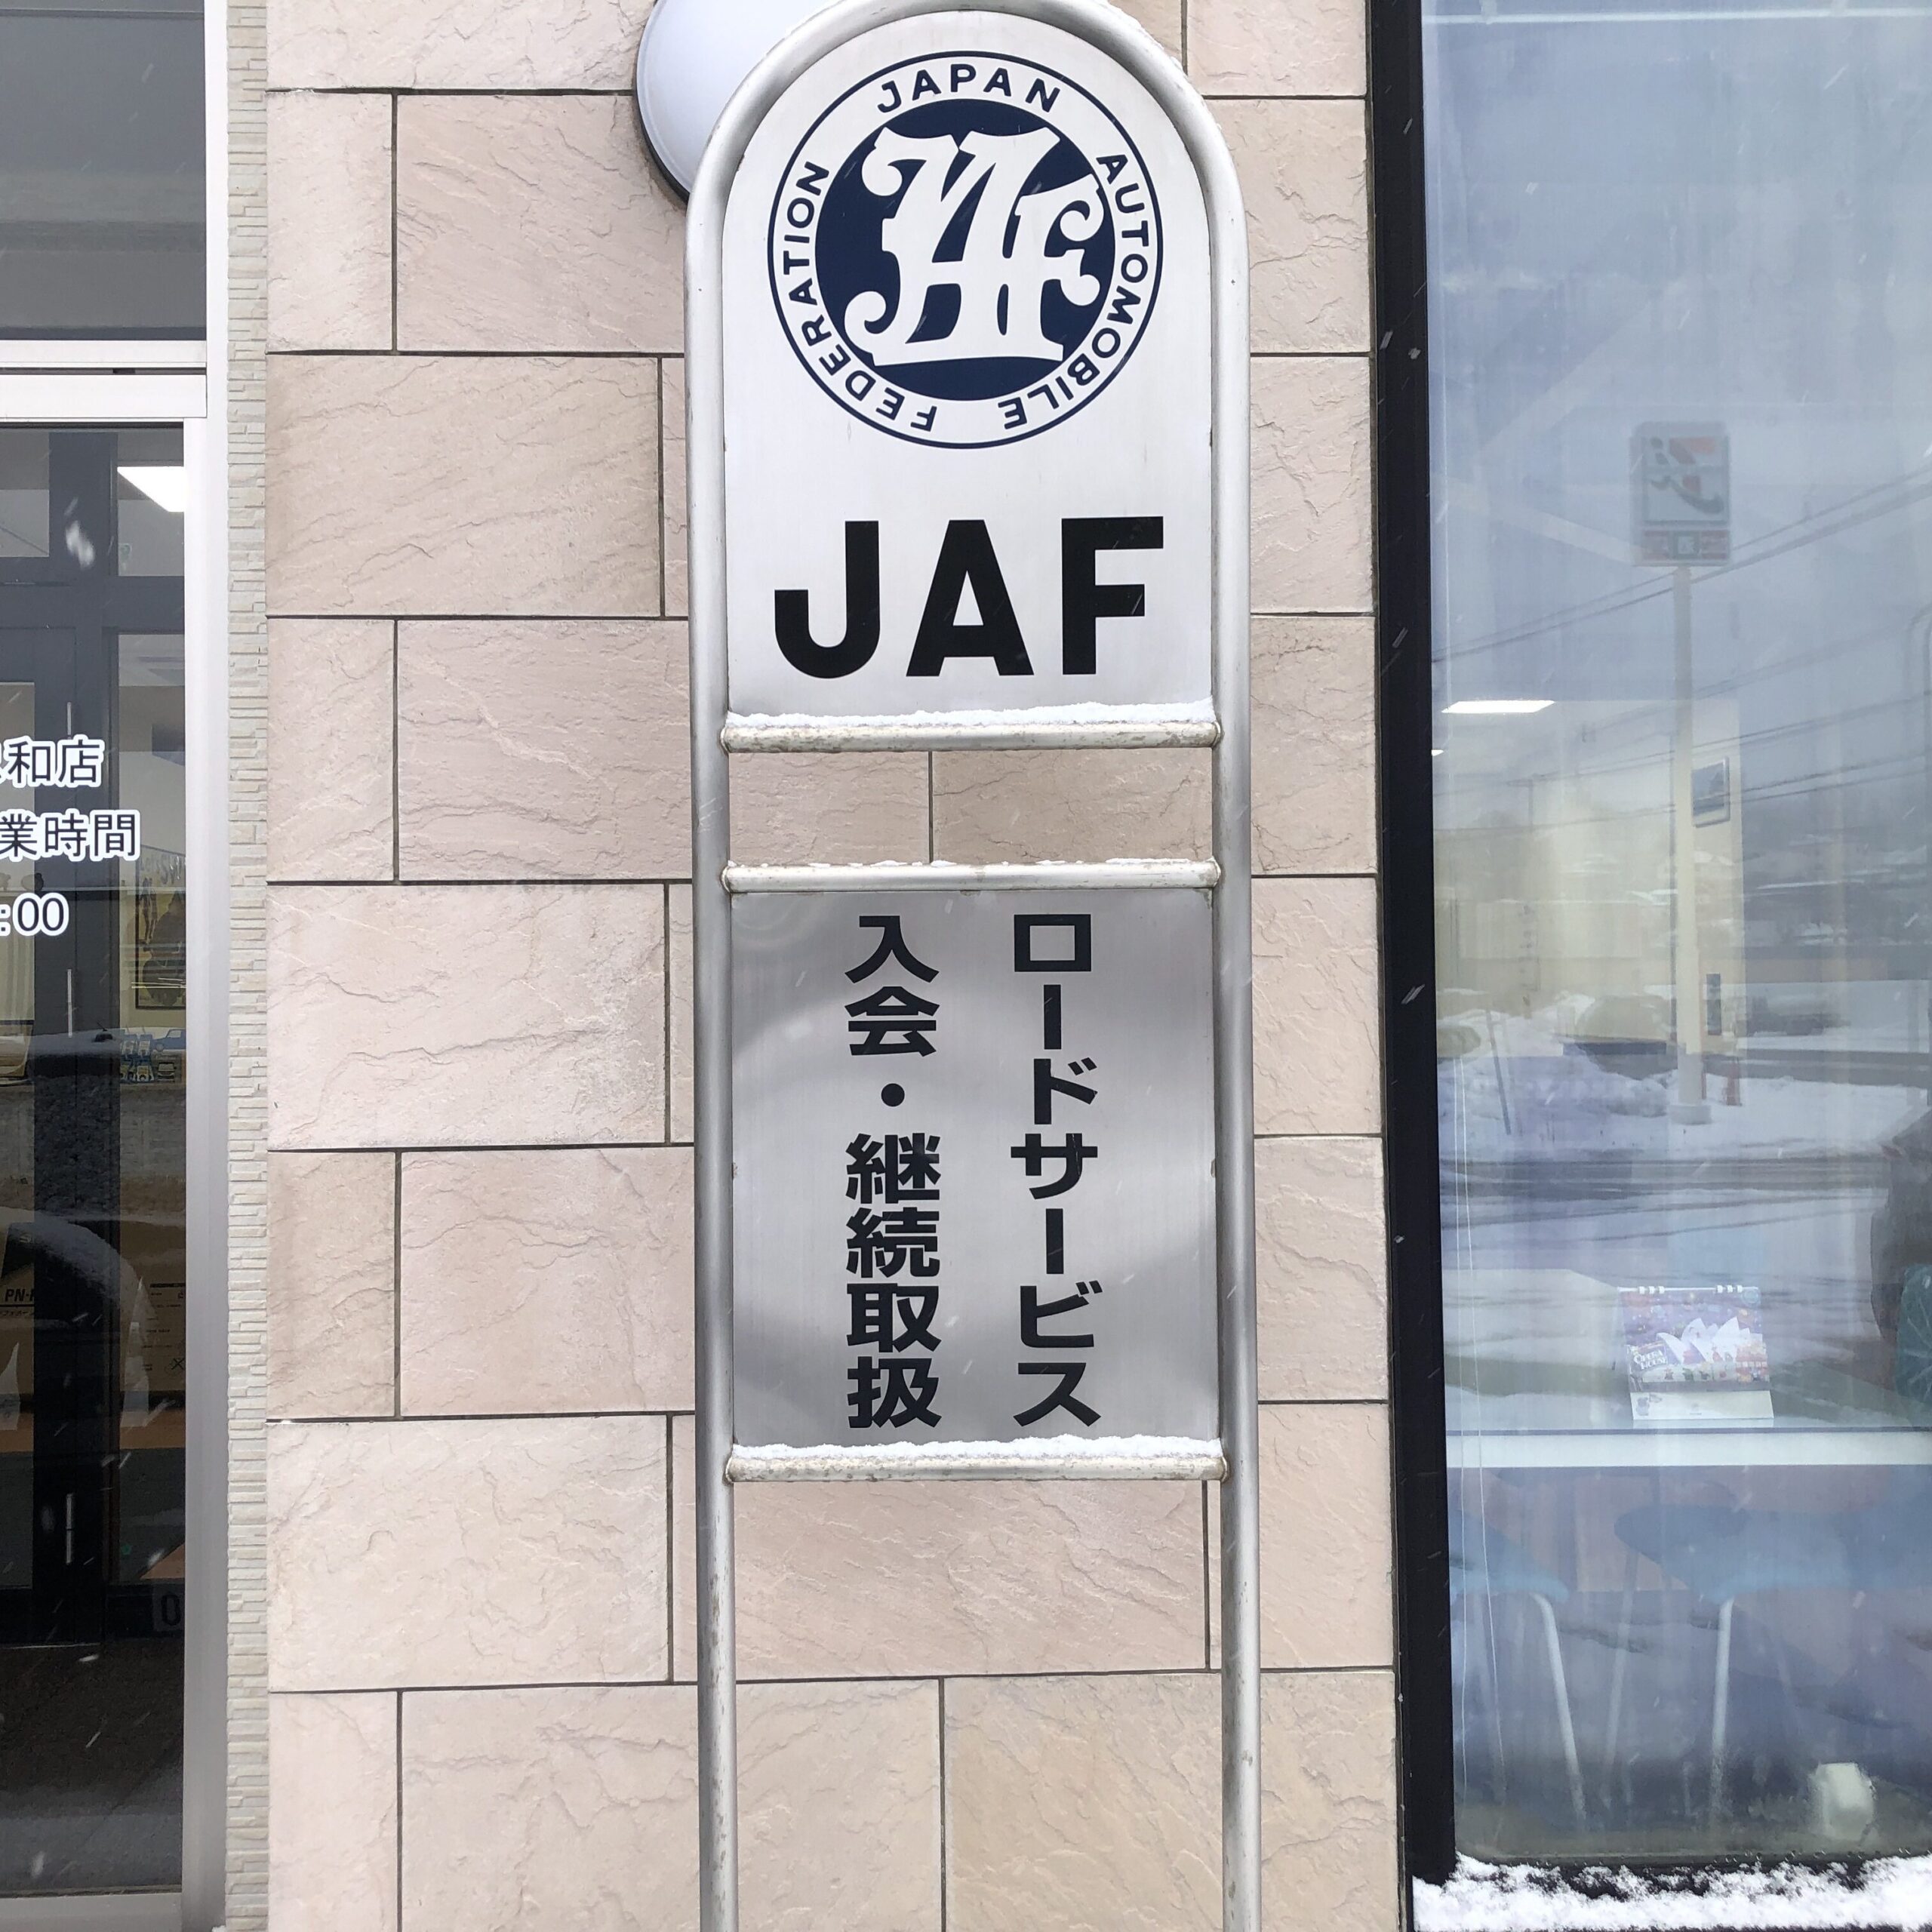 JAPAN AUTOMOBILE FEDERATION
JAF
JAF
ロードサービス
入会・継続取扱
和店
業時間
:00